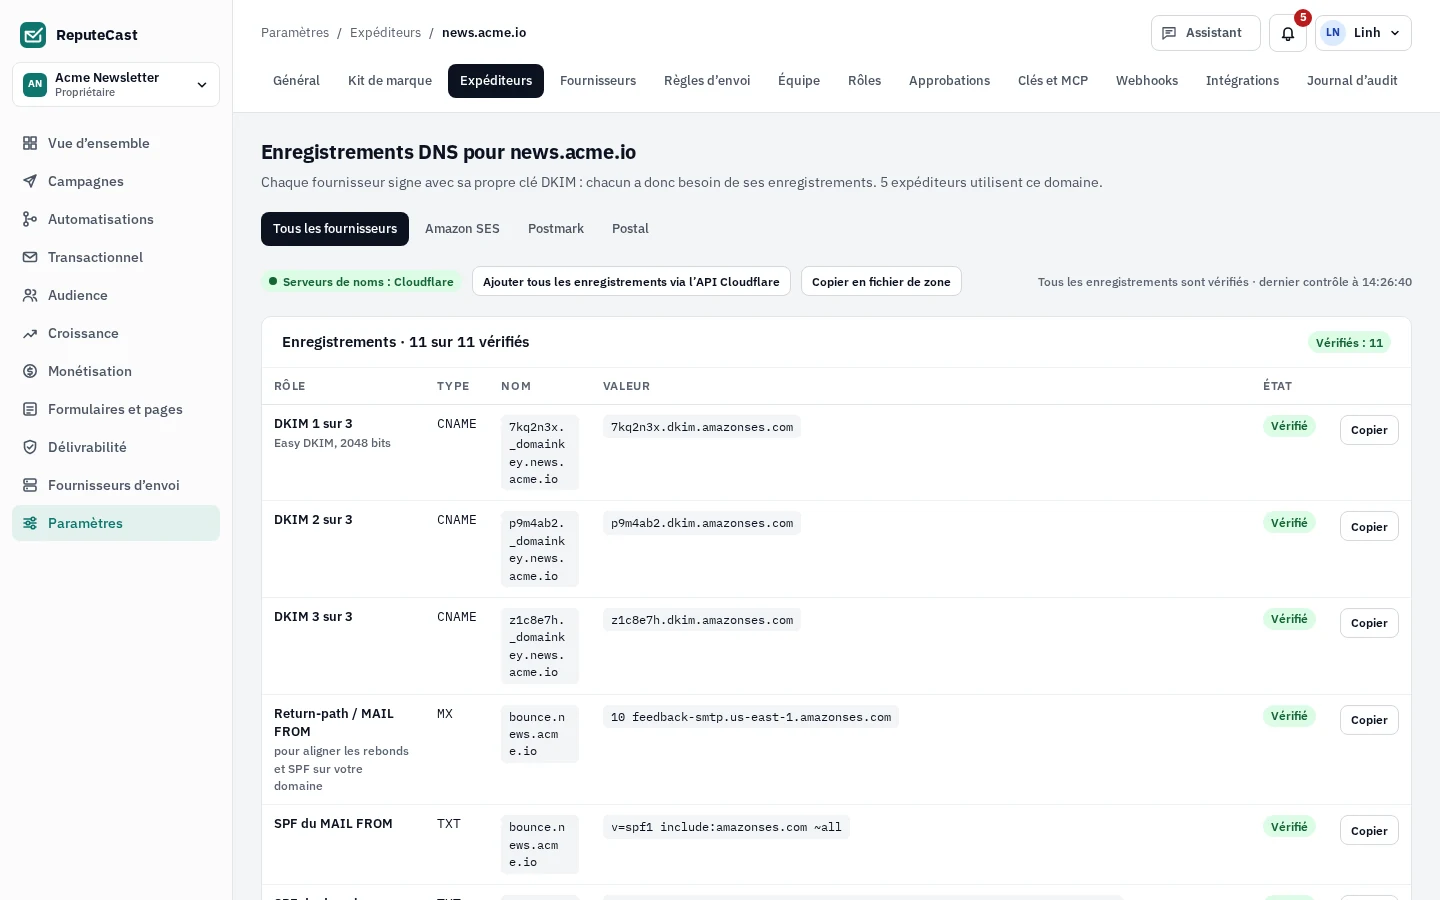 ReputeCast
AN
Acme Newsletter
Propriétaire
Vue d’ensemble
Campagnes
Automatisations
Transactionnel
Audience
Croissance
Monétisation
Formulaires et pages
Délivrabilité
Fournisseurs d’envoi
Paramètres
Paramètres / Expéditeurs / news.acme.io
Assistant
5
LN
Linh
Général
Kit de marque
Expéditeurs
Fournisseurs
Règles d’envoi
Équipe
Rôles
Approbations
Clés et MCP
Webhooks
Intégrations
Journal d’audit
Enregistrements DNS pour news.acme.io
Chaque fournisseur signe avec sa propre clé DKIM : chacun a donc besoin de ses enregistrements. 5 expéditeurs utilisent ce domaine.
Tous les fournisseurs
Amazon SES
Postmark
Postal
Serveurs de noms : Cloudflare
Ajouter tous les enregistrements via l’API Cloudflare
Copier en fichier de zone
Tous les enregistrements sont vérifiés · dernier contrôle à 14:26:40
Enregistrements · 11 sur 11 vérifiés
Vérifiés : 11
RÔLE
TYPE
NOM
VALEUR
ÉTAT
DKIM 1 sur 3
Easy DKIM, 2048 bits
CNAME
7kq2n3x.
_domaink
ey.news.
acme.io
7kq2n3x.dkim.amazonses.com
Vérifié
Copier
DKIM 2 sur 3
CNAME
p9m4ab2.
_domaink
ey.news.
acme.io
p9m4ab2.dkim.amazonses.com
Vérifié
Copier
DKIM 3 sur 3
CNAME
z1c8e7h.
_domaink
ey.news.
acme.io
z1c8e7h.dkim.amazonses.com
Vérifié
Copier
Return-path / MAIL
FROM
pour aligner les rebonds
et SPF sur votre
domaine
MX
bounce.n
ews.acm
e.io
10 feedback-smtp.us-east-1.amazonses.com
Vérifié
Copier
SPF du MAIL FROM
TXT
bounce.n
ews.acm
e.io
v=spf1 include:amazonses.com ~all
Vérifié
Copier